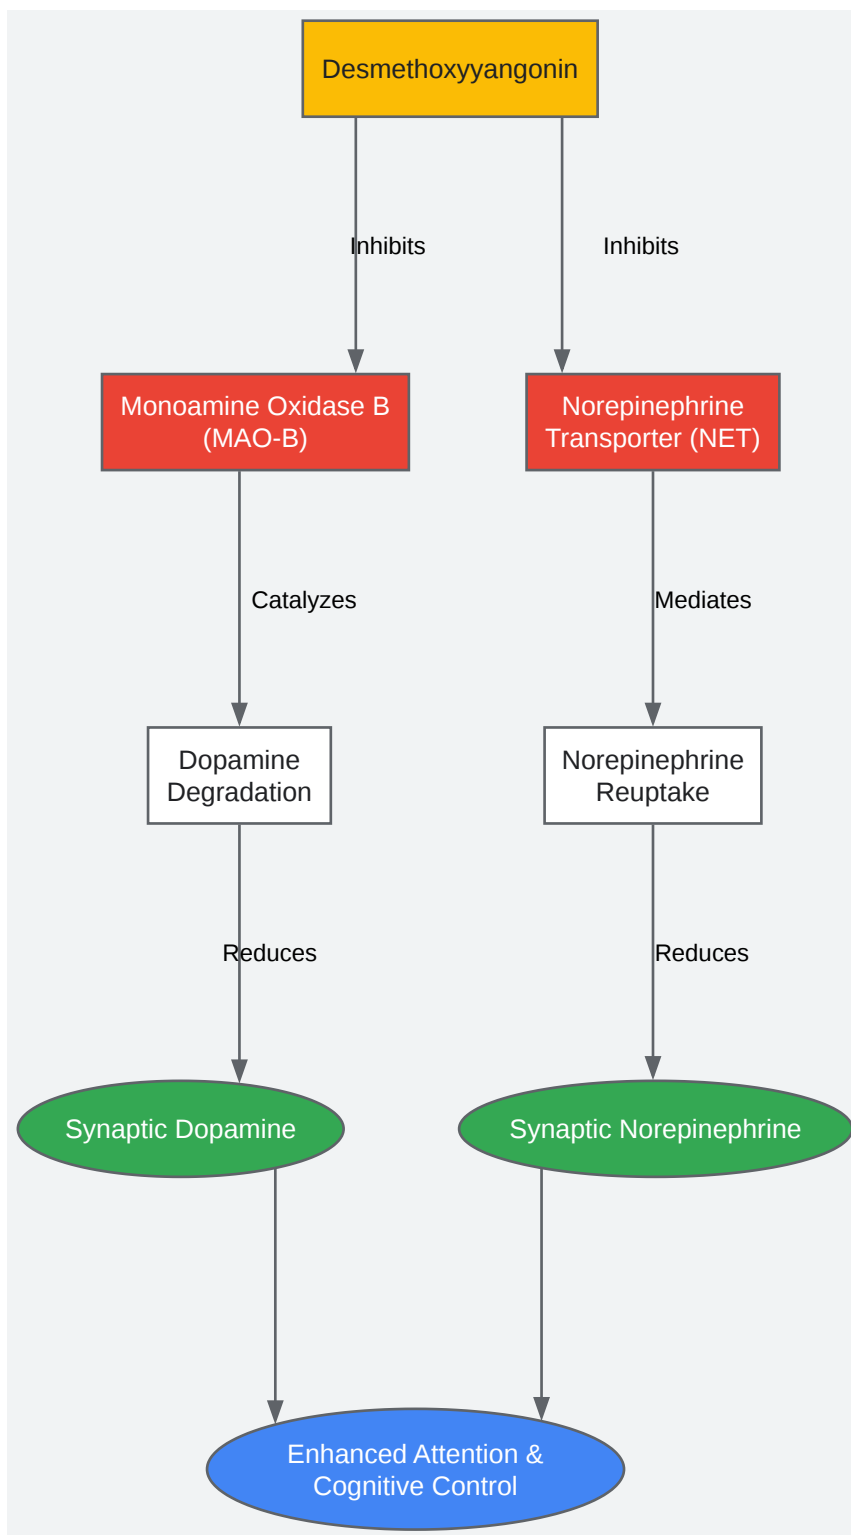 Desmethoxyyangonin
Inhibits
Inhibits
Monoamine Oxidase B
(MAO-B)
Norepinephrine
Transporter (NET)
Catalyzes
Mediates
Dopamine
Degradation
Norepinephrine
Reuptake
Reduces
Reduces
Synaptic Dopamine
Synaptic Norepinephrine
Enhanced Attention &
Cognitive Control